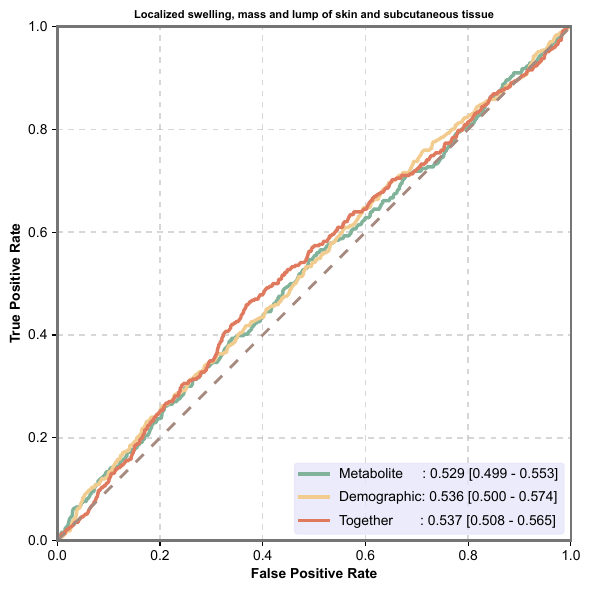 Localized swelling, mass and lump of skin and subcutaneous tissue
1.0
0.8
0.6
0.4
0.2
0.0
True Positive Rate
Metabolite : 0.529 [0.499 - 0.553]
Demographic: 0.536 [0.500 - 0.574]
Together : 0.537 [0.508 - 0.565]
0.0 0.2 0.4 0.6 0.8 1.0
False Positive Rate